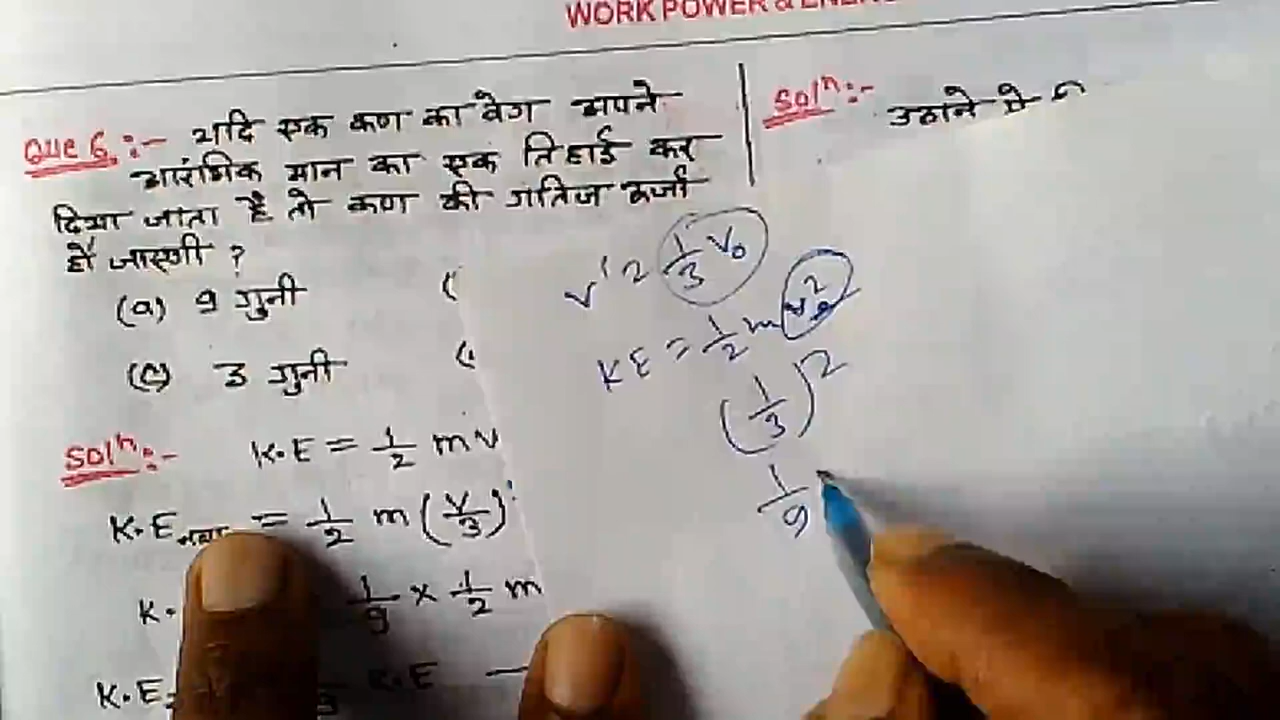 WORK POWER &
Que 6. :- यदि एक कण का वेग अपने
आरंभिक मान का एक तिहाई कर
दिया जाता है तो कण की गतिज ऊर्जा
हो जाएगी ?
(a) 9 गुनी (
(c) 3 गुनी (
Solⁿ:- K.E = 1/2 mv
K.E = 1/2 m (v/3)
K. 1/9 × 1/2 m
K.E K.E —
Solⁿ:- उठाने मे
v' = 1/3 v₀
KE = 1/2 m
(1/3)²
1/9